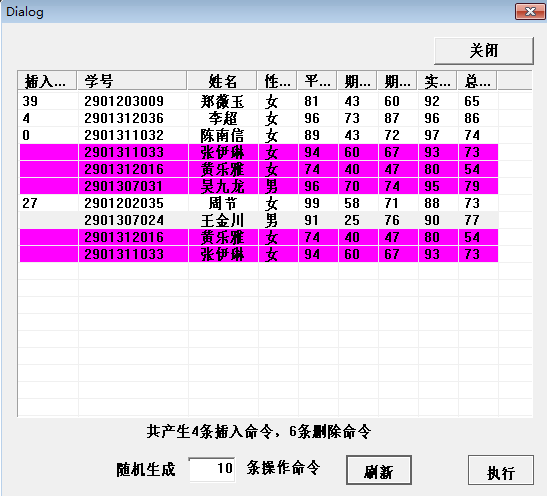 Dialog
关闭
插入... 学号 姓名 性... 平... 期... 期... 实... 总...
39 2901203009 郑薇玉 女 81 43 60 92 65
4 2901312036 李超 女 96 73 87 96 86
0 2901311032 陈南信 女 89 43 72 97 74
2901311033 张伊琳 女 94 60 67 93 73
2901312016 黄乐雅 女 74 40 47 80 54
2901307031 吴九龙 男 96 70 74 95 79
27 2901202035 周节 女 99 58 71 88 73
2901307024 王金川 男 91 25 76 90 77
2901312016 黄乐雅 女 74 40 47 80 54
2901311033 张伊琳 女 94 60 67 93 73
共产生4条插入命令，6条删除命令
随机生成 10 条操作命令 刷新 执行